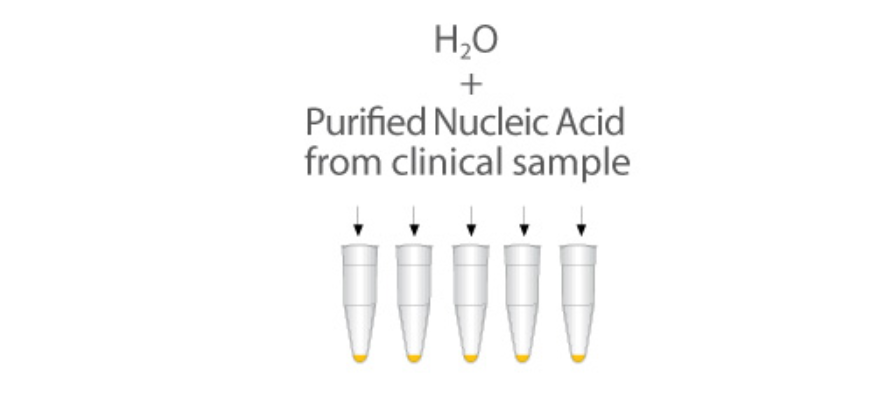 H₂O
+
Purified Nucleic Acid
from clinical sample